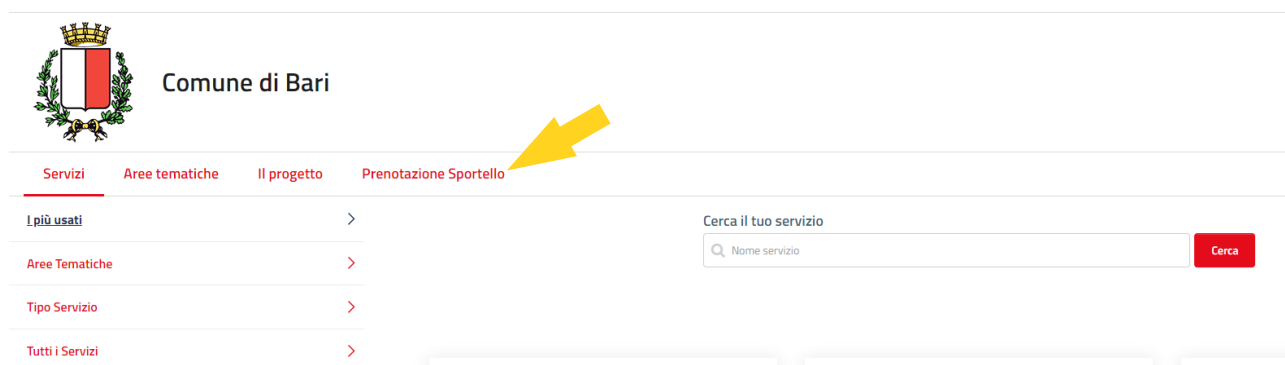 Comune di Bari
Servizi Aree tematiche Il progetto Prenotazione Sportello
I più usati
Aree Tematiche
Tipo Servizio
Tutti i Servizi
Cerca il tuo servizio
Nome servizio Cerca